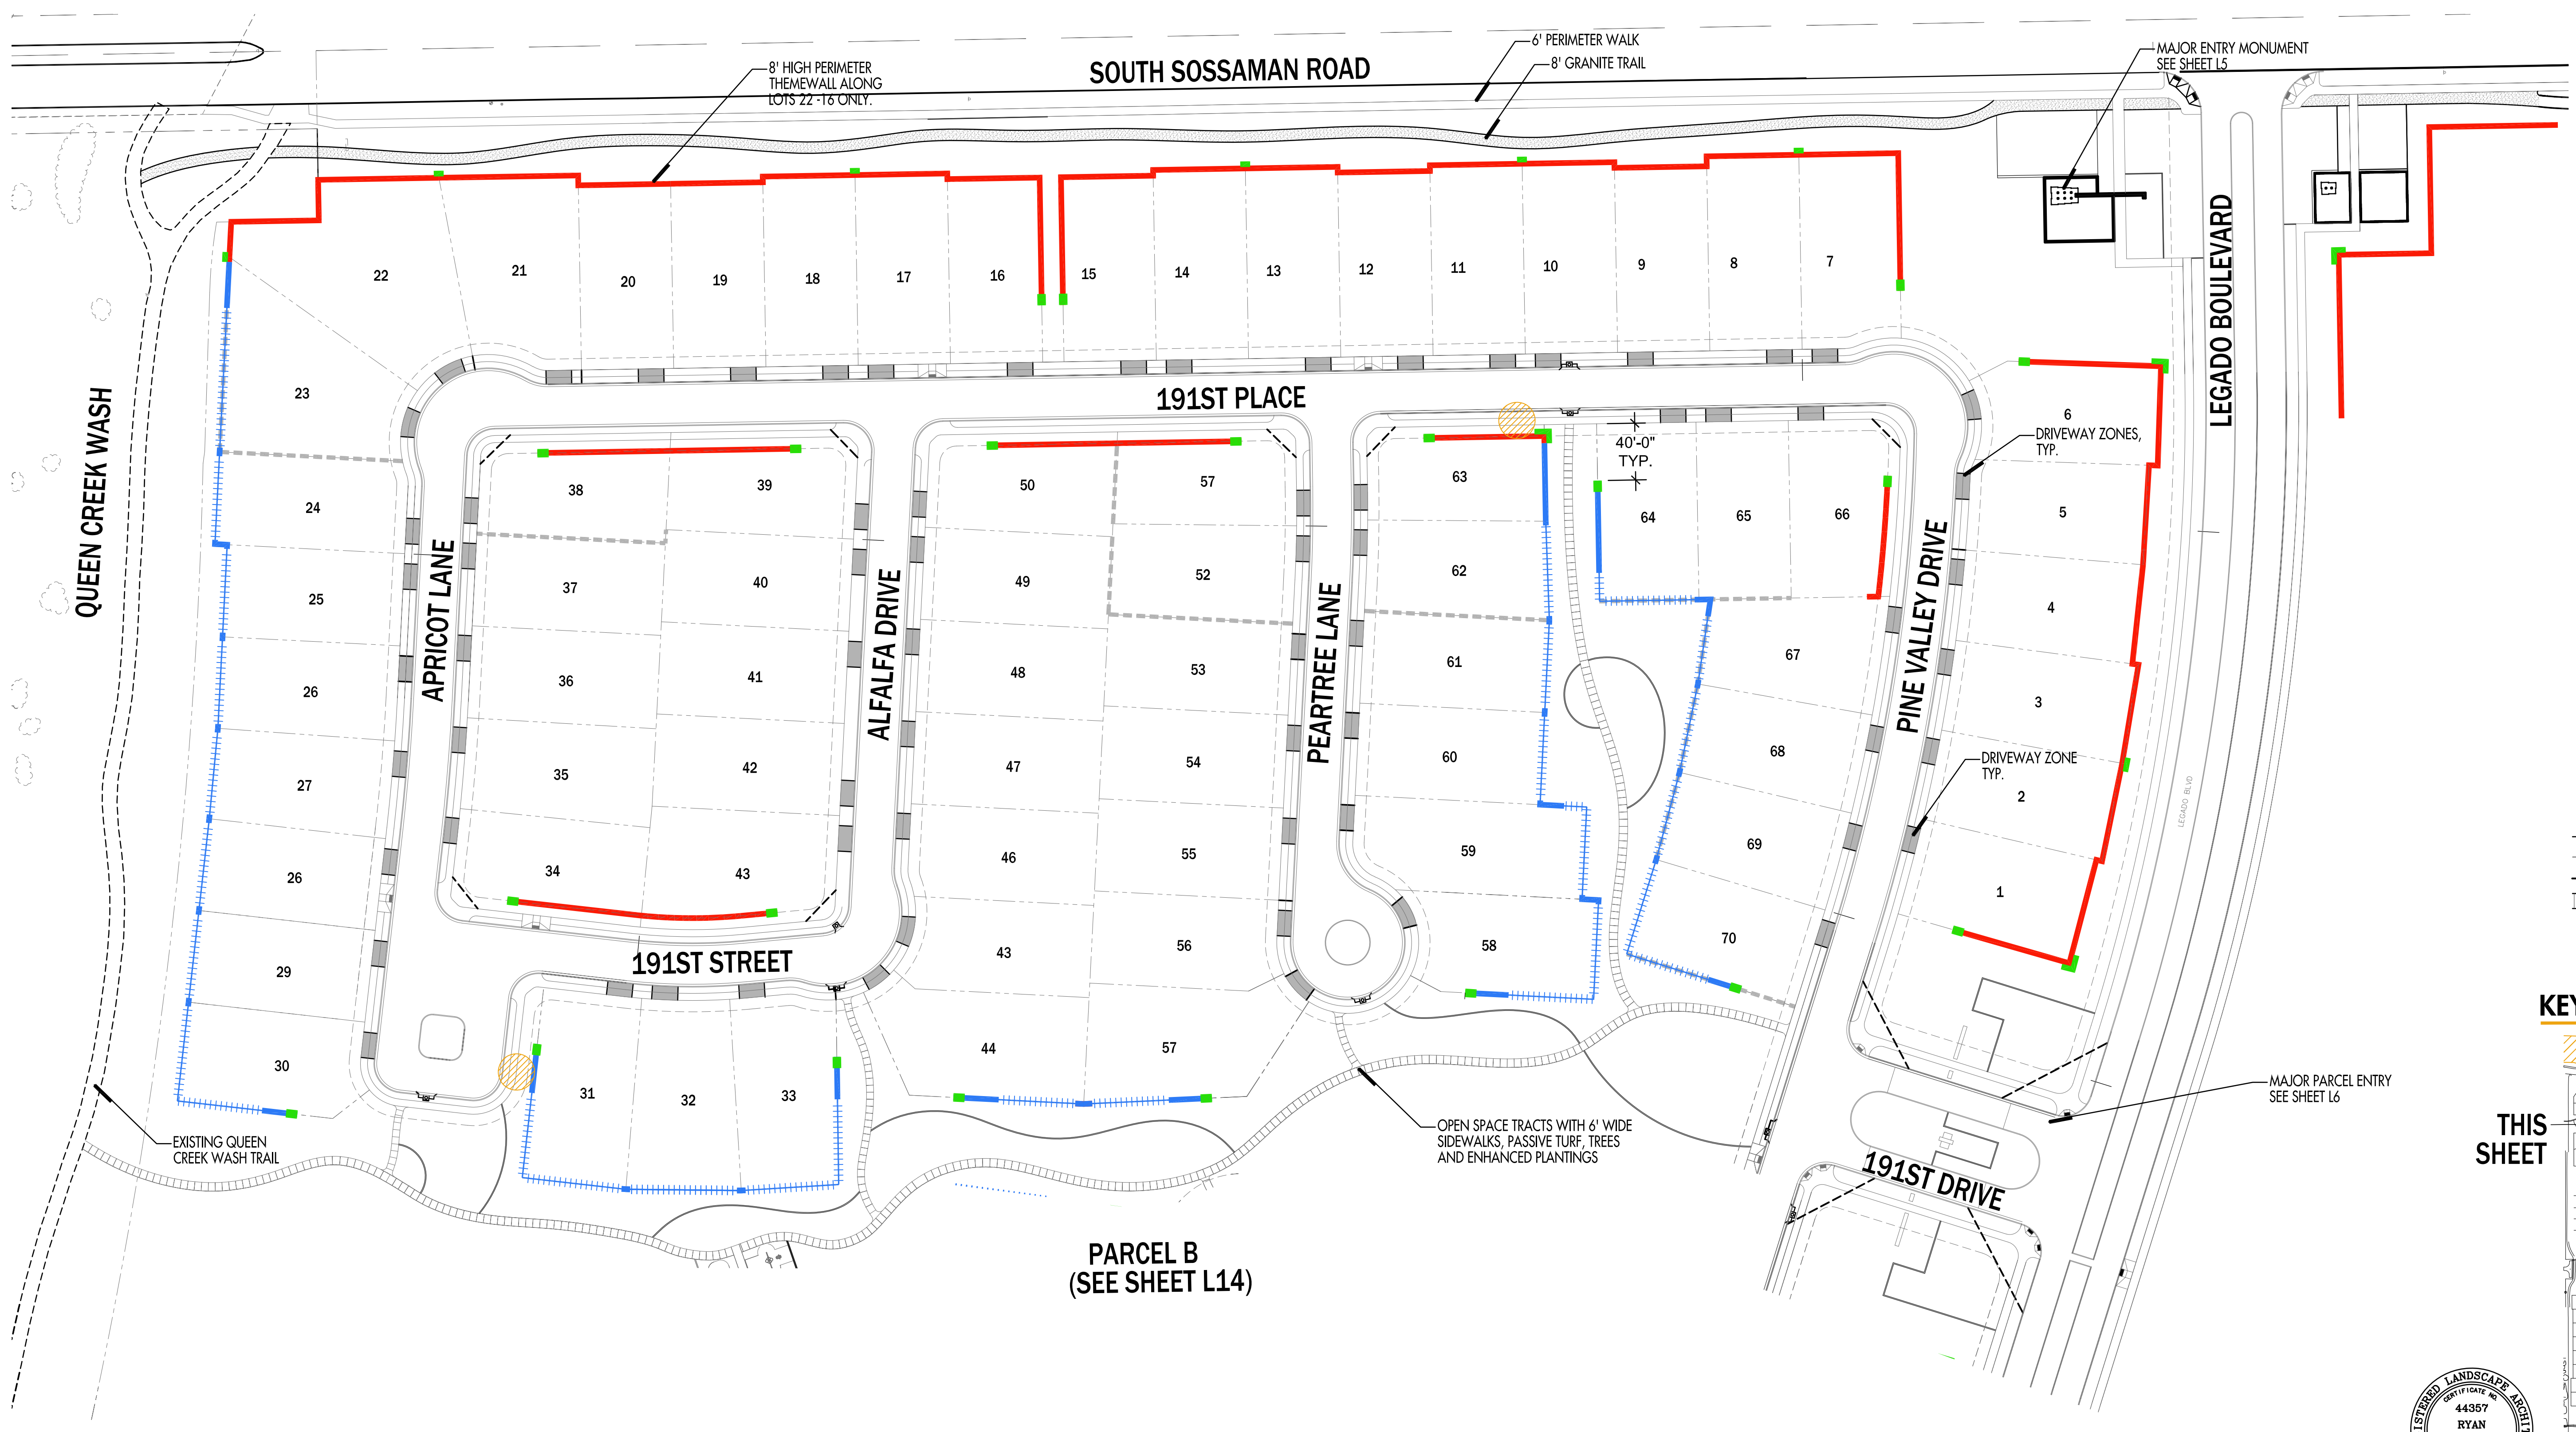 6' PERIMETER WALK
MAJOR ENTRY MONUMENT
SEE SHEET L5
8' HIGH PERIMETER
THEMEWALL ALONG
LOTS 22 -16 ONLY.
SOUTH SOSSAMAN ROAD
8' GRANITE TRAIL
QUEEN CREEK WASH
LEGADO BOULEVARD
22
21
20
19
18
17
16
15
14
13
12
11
10
9
8
7
23
191ST PLACE
6
DRIVEWAY ZONES,
TYP.
40'-0"
TYP.
24
38
39
50
57
63
64
65
66
5
25
37
40
49
52
62
4
APRICOT LANE
ALFALFA DRIVE
PEARTREE LANE
PINE VALLEY DRIVE
26
36
41
48
53
61
67
3
27
35
42
47
54
60
68
2
DRIVEWAY ZONE
TYP.
LEGADO BLVD
26
34
43
46
55
59
69
1
29
191ST STREET
43
56
58
70
30
31
32
33
44
57
KEY
MAJOR PARCEL ENTRY
SEE SHEET L6
THIS
SHEET
EXISTING QUEEN
CREEK WASH TRAIL
OPEN SPACE TRACTS WITH 6' WIDE
SIDEWALKS, PASSIVE TURF, TREES
AND ENHANCED PLANTINGS
191ST DRIVE
PARCEL B
(SEE SHEET L14)
ISTERED LANDSCAPE ARCHI
CERTIFICATE NO.
44357
RYAN